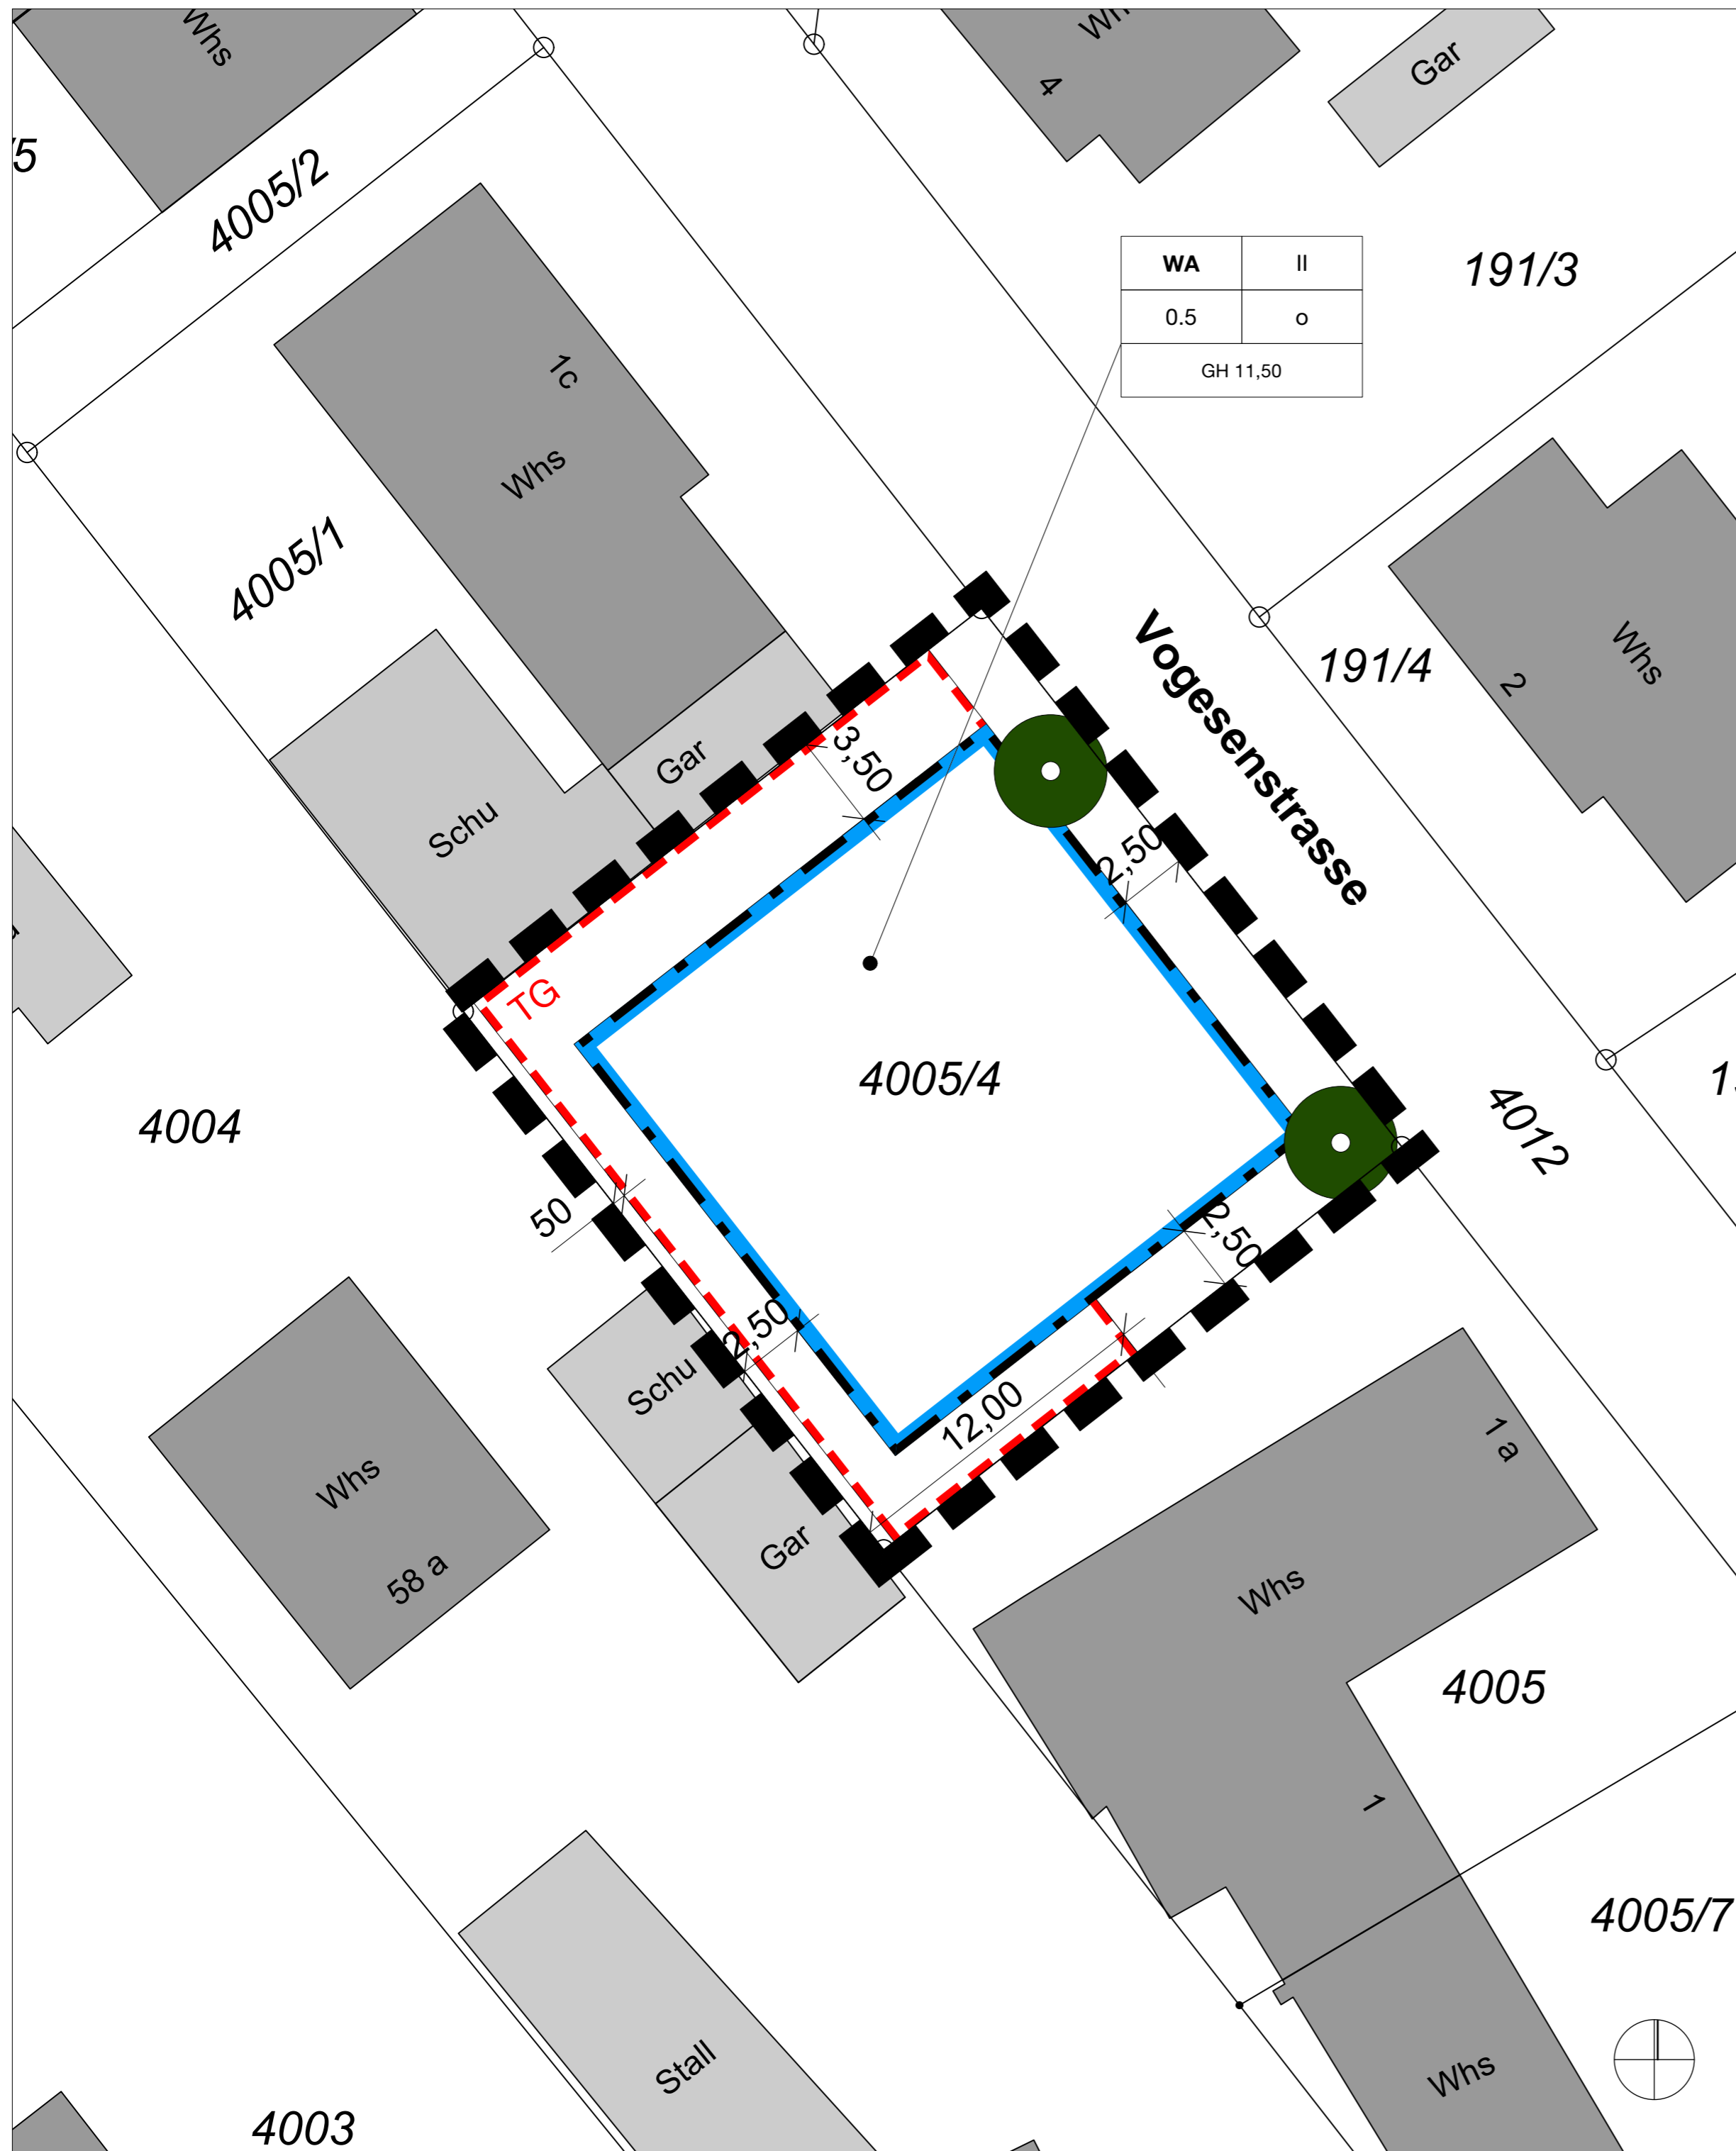 Whs
Wh
4
Gar
/5
4005/2
WA II
0.5 o
GH 11,50
191/3
1c
Whs
4005/1
Vogesenstrasse
191/4
Whs
2
Gar
3,50
Schu
2,50
TG
4005/4
4004
4012
50
2,50
2,50
Schu
12,00
Whs
58 a
Gar
1 a
Whs
4005
1
4005/7
Stall
Whs
4003